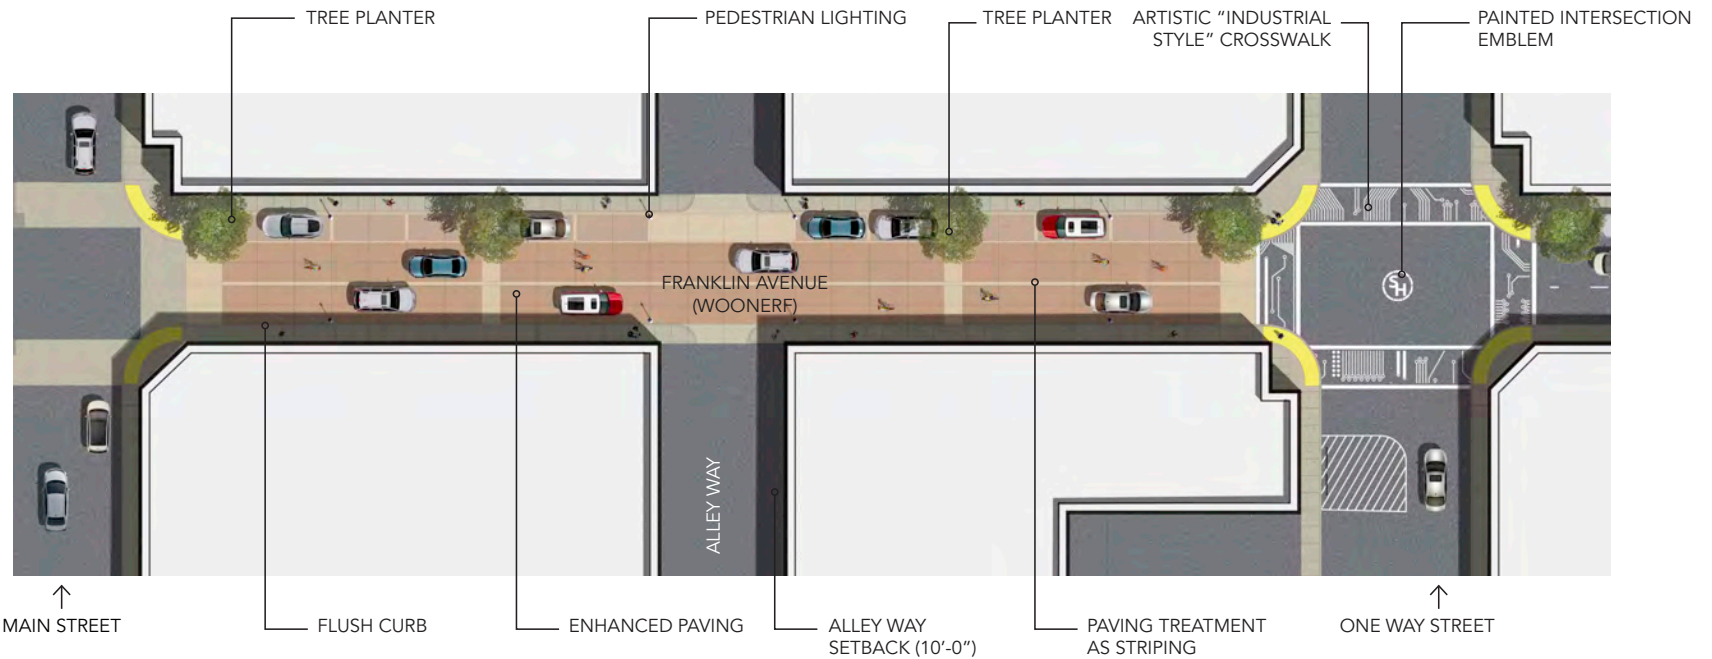 TREE PLANTER
PEDESTRIAN LIGHTING
TREE PLANTER
ARTISTIC “INDUSTRIAL
STYLE” CROSSWALK
PAINTED INTERSECTION
EMBLEM
FRANKLIN AVENUE
(WOONERF)
SH
ALLEY WAY
MAIN STREET
FLUSH CURB
ENHANCED PAVING
ALLEY WAY
SETBACK (10’-0”)
PAVING TREATMENT
AS STRIPING
ONE WAY STREET